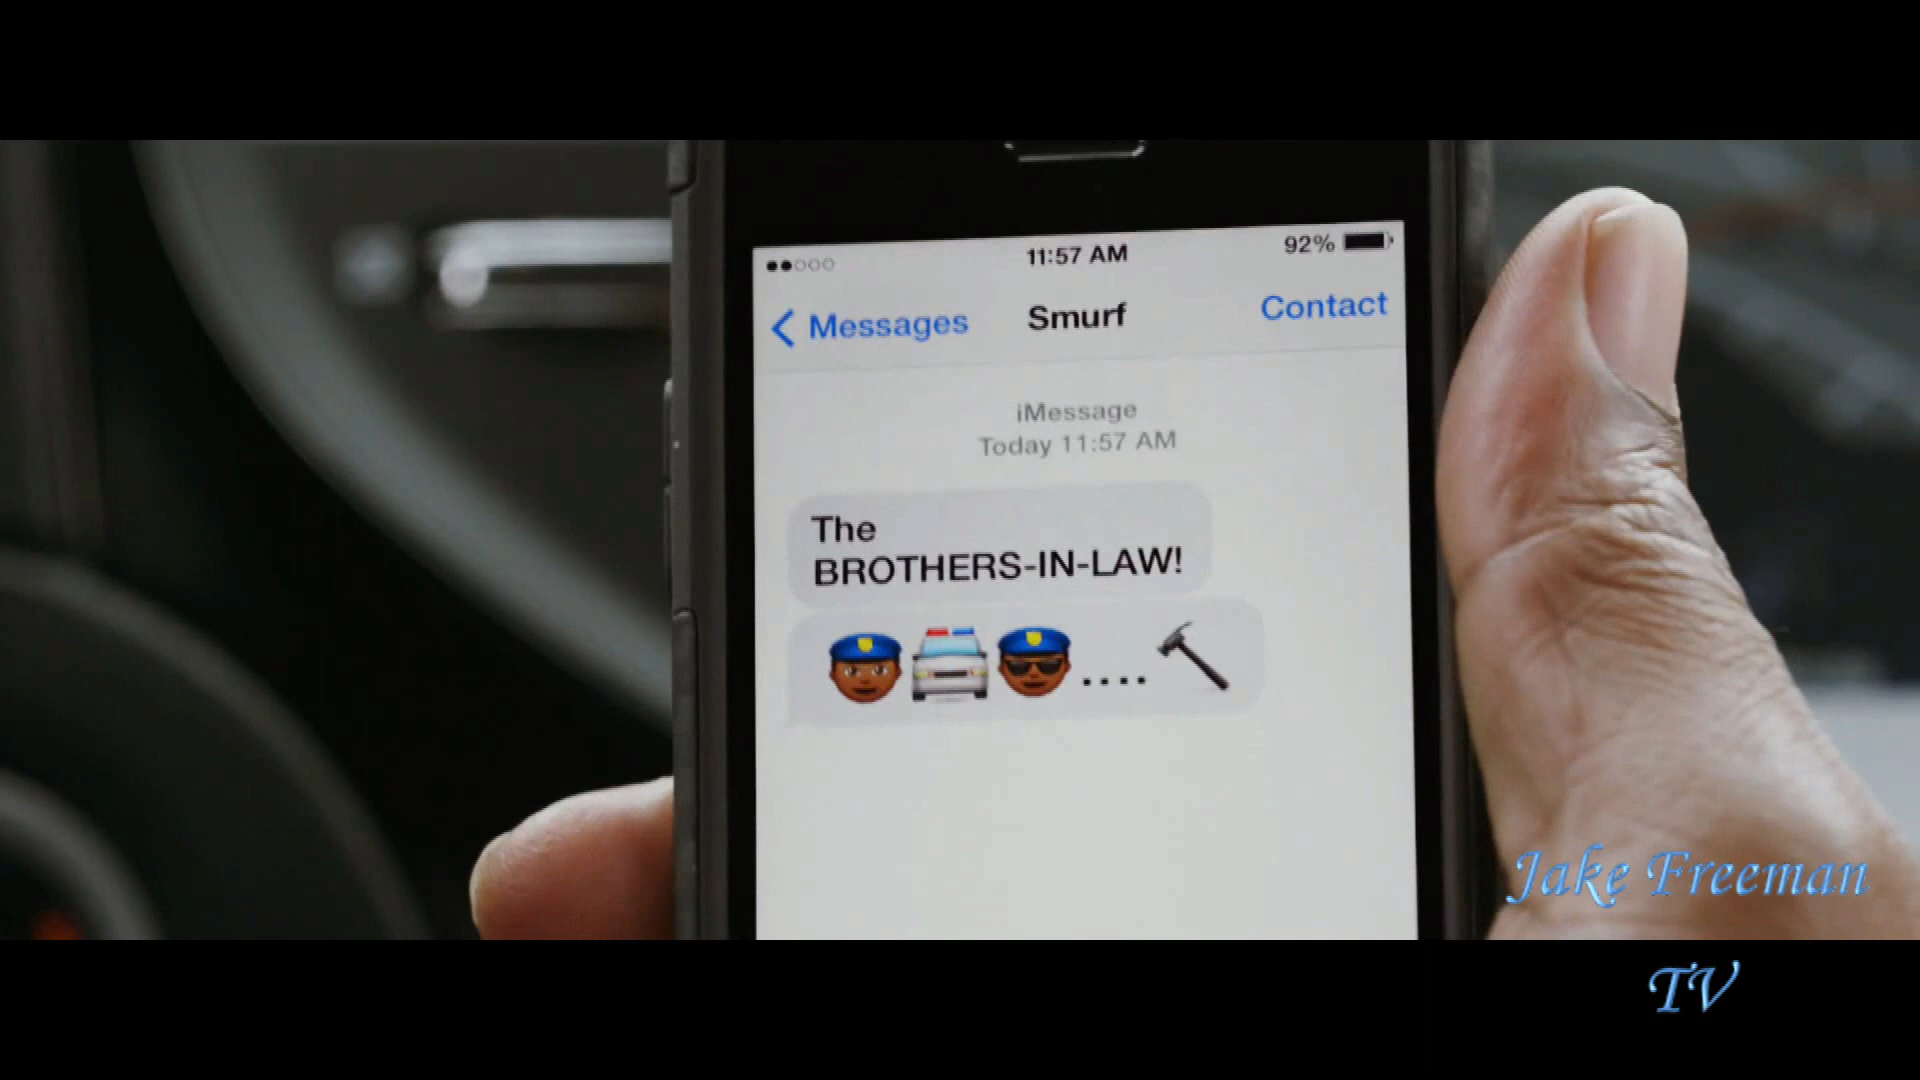 11:57 AM
92%
Messages
Smurf
Contact
iMessage
Today 11:57 AM
The
BROTHERS-IN-LAW!
....
Jake Freeman
TV